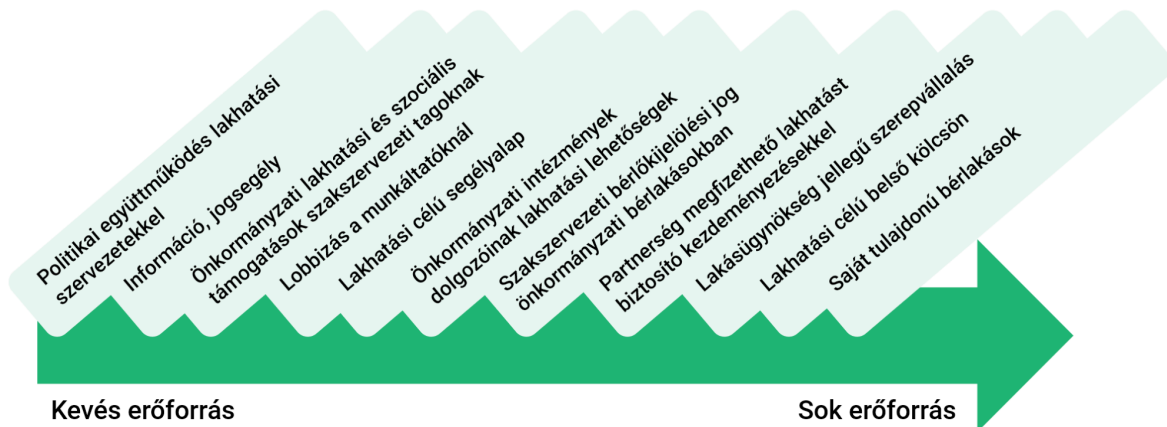 Politikai együttműködés lakhatási
szervezetekkel
Információ, jogsegély
Önkormányzati lakhatási és szociális
támogatások szakszervezeti tagoknak
Lobbizás a munkáltatóknál
Lakhatási célú segélyalap
Önkormányzati intézmények
dolgozóinak lakhatási lehetőségek
Szakszervezeti bérlőkijelölési jog
önkormányzati bérlakásokban
Partnerség megfizethető lakhatást
biztosító kezdeményezésekkel
Lakásügynökség jellegű szerepvállalás
Lakhatási célú belső kölcsön
Saját tulajdonú bérlakások
Kevés erőforrás
Sok erőforrás